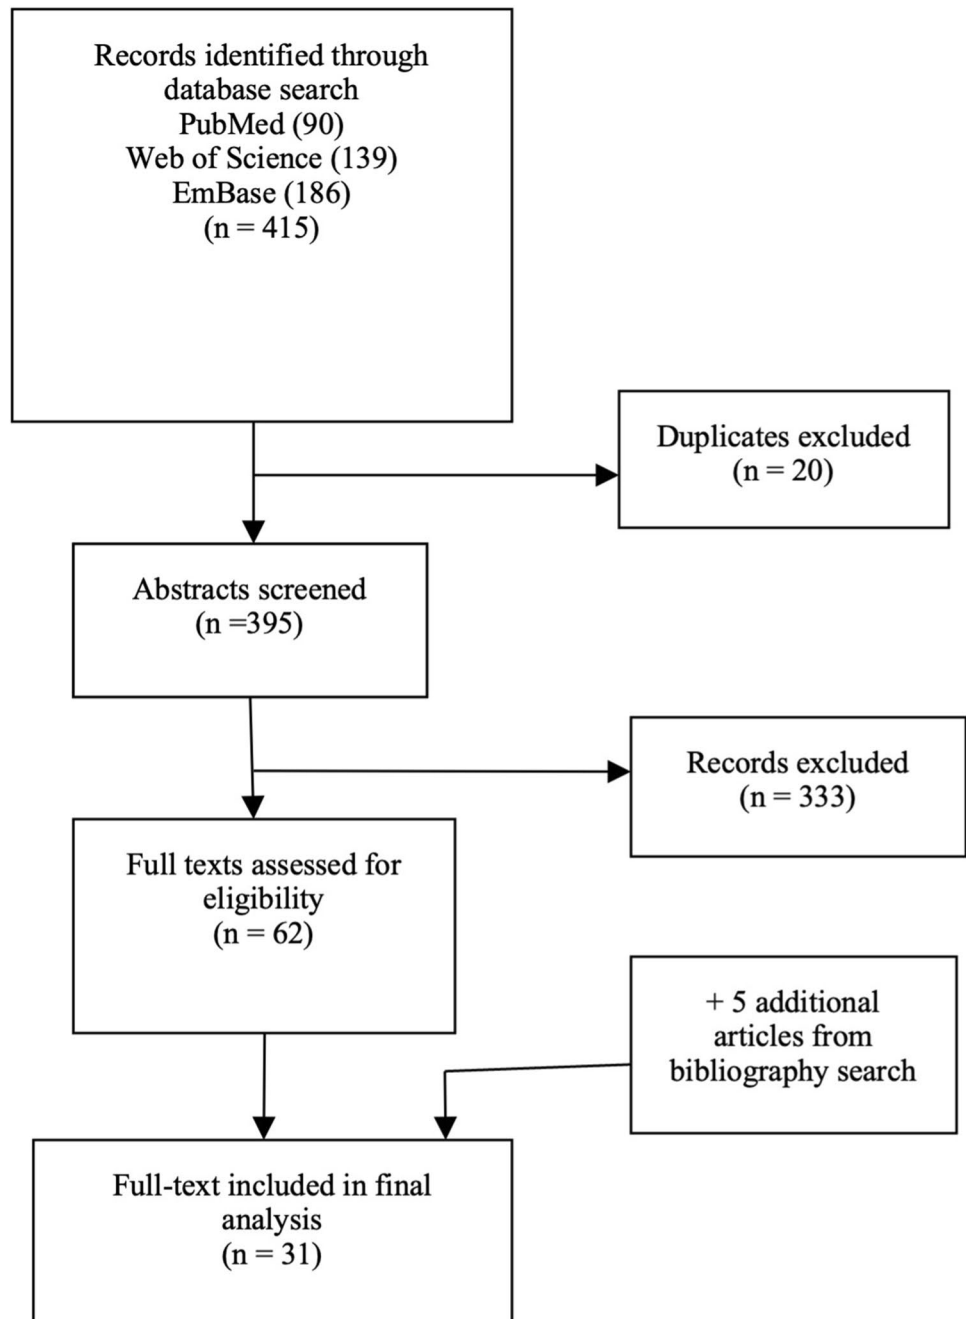 Records identified through
database search
PubMed (90)
Web of Science (139)
EmBase (186)
(n = 415)
Duplicates excluded
(n = 20)
Abstracts screened
(n =395)
Records excluded
(n = 333)
Full texts assessed for
eligibility
(n = 62)
+ 5 additional
articles from
bibliography search
Full-text included in final
analysis
(n = 31)